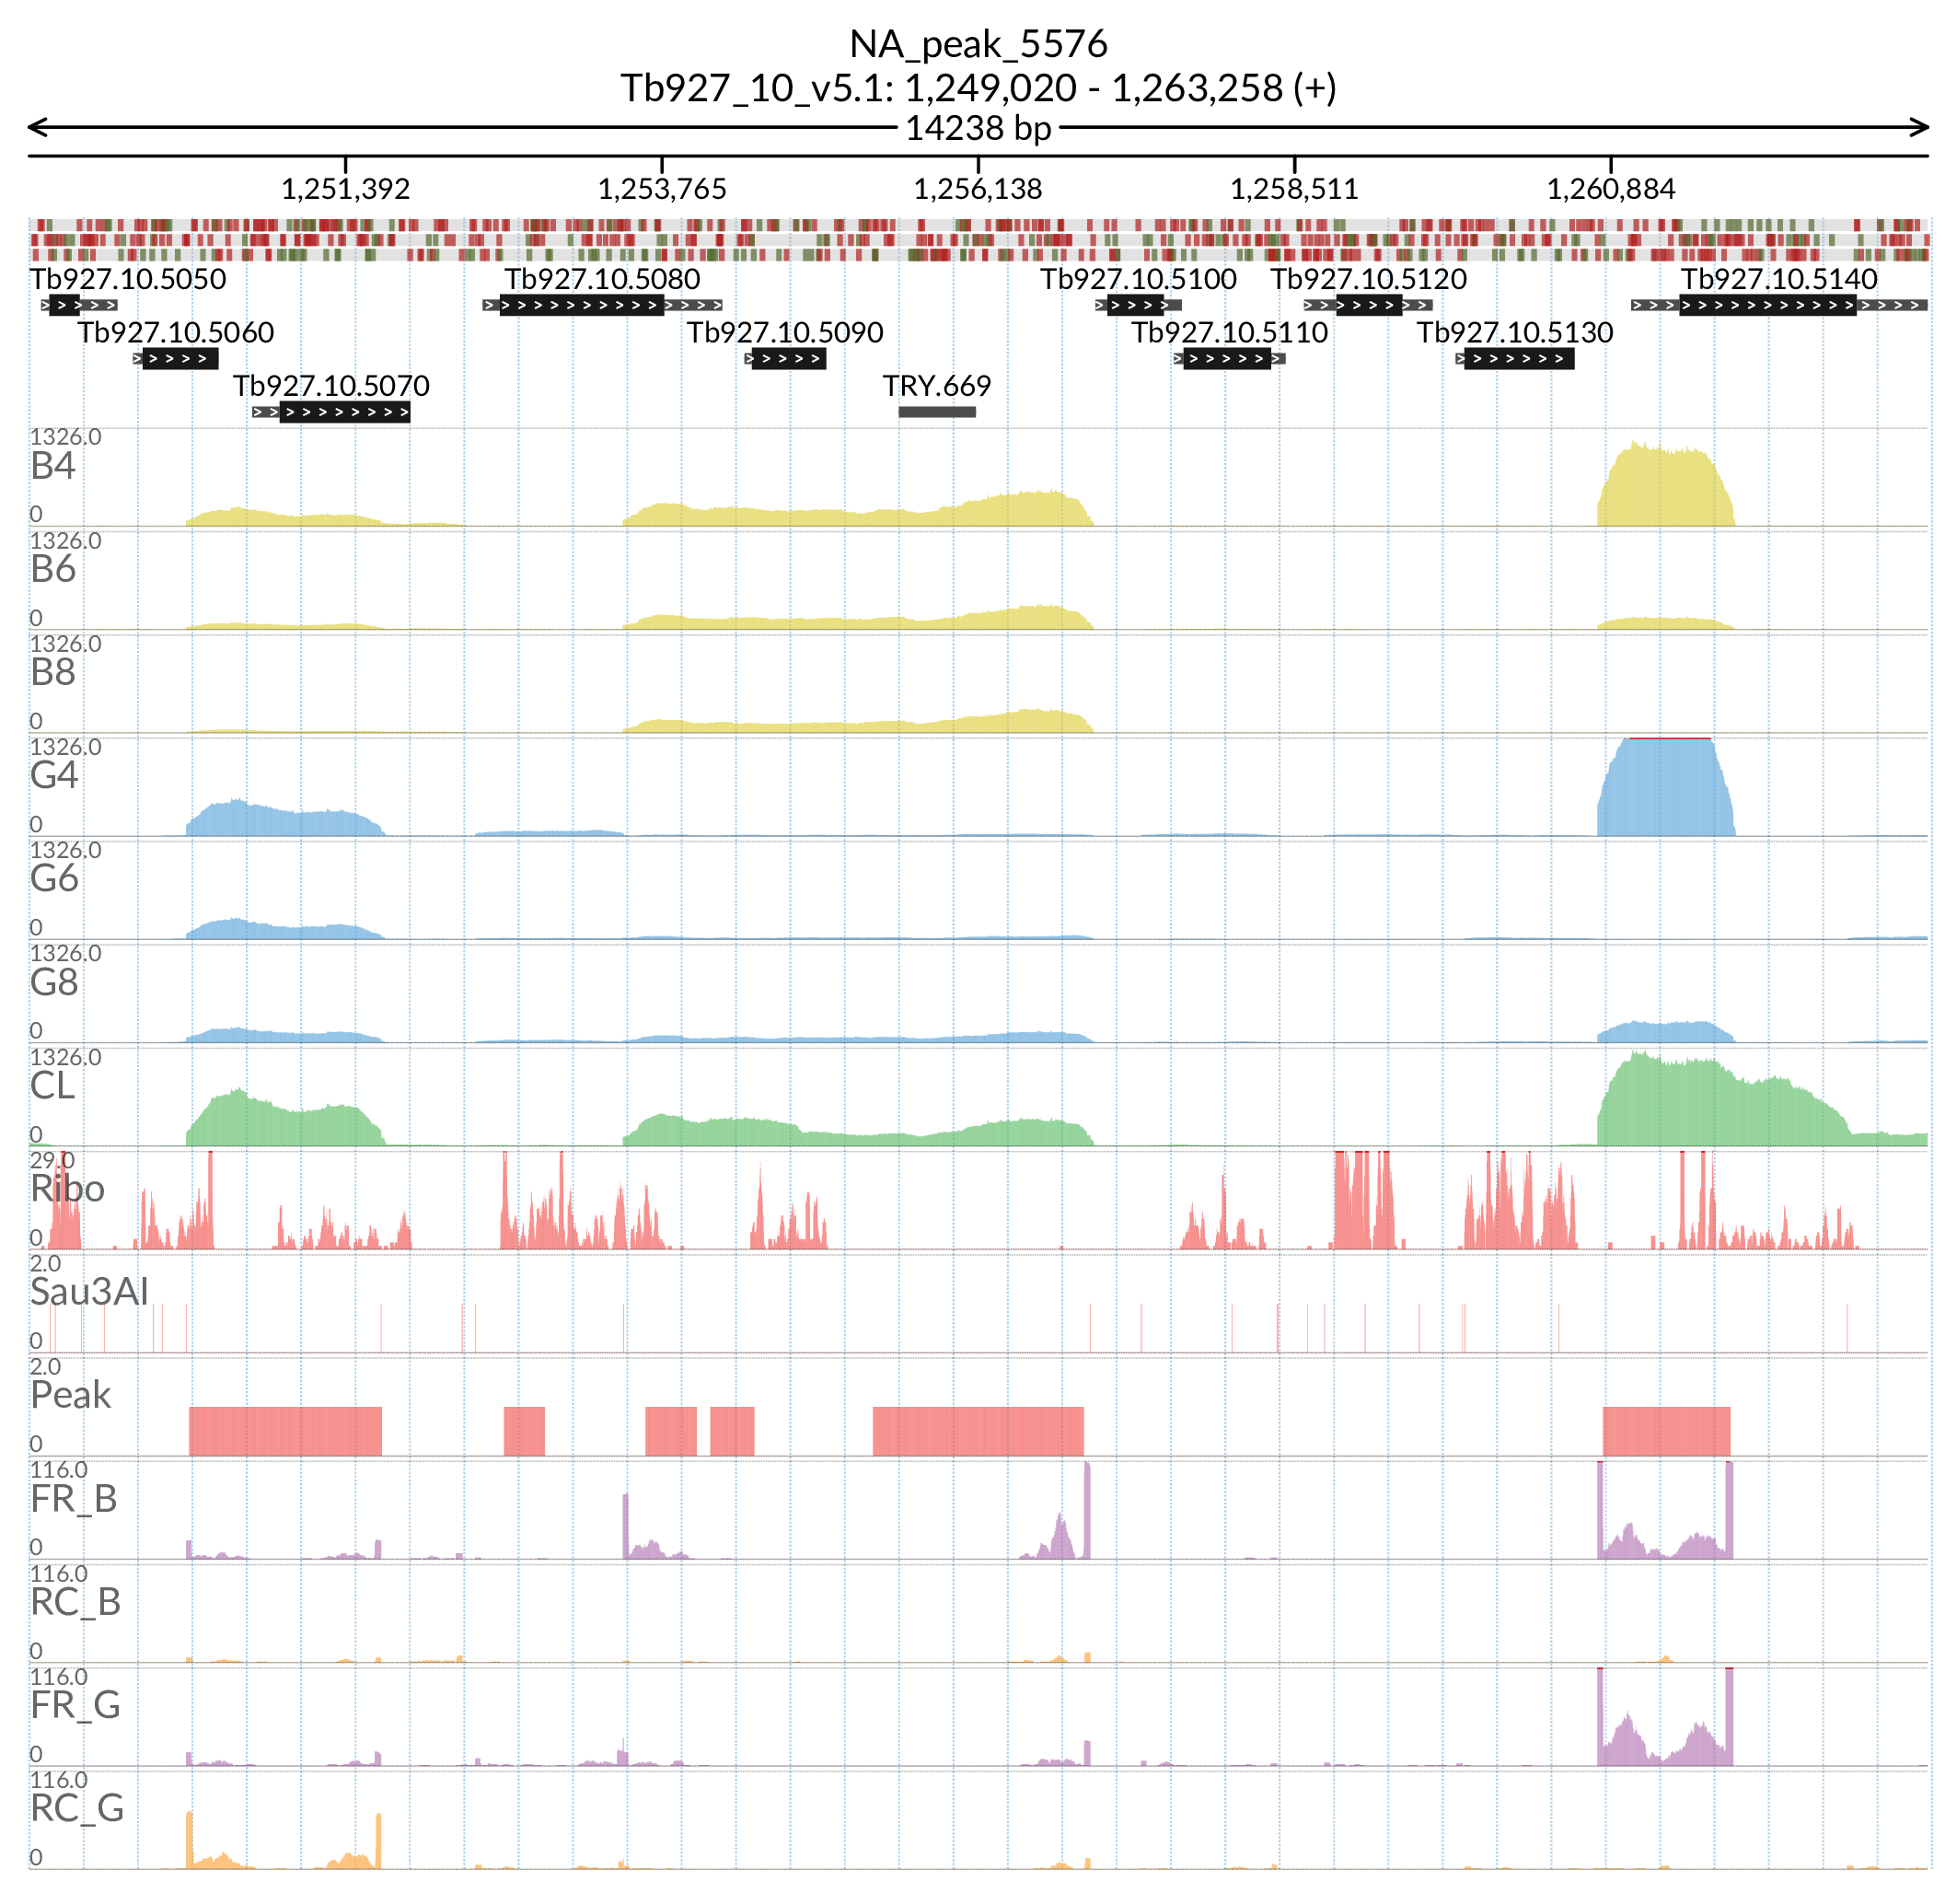 NA_peak_5576
Tb927_10_v5.1: 1,249,020 - 1,263,258 (+)
14238 bp
1,251,392 1,253,765 1,256,138 1,258,511 1,260,884
Tb927.10.5050 Tb927.10.5080 Tb927.10.5100 Tb927.10.5120 Tb927.10.5140
Tb927.10.5060 Tb927.10.5090 Tb927.10.5110 Tb927.10.5130
Tb927.10.5070 TRY.669
1326.0
B4
0
1326.0
B6
0
1326.0
B8
0
1326.0
G4
0
1326.0
G6
0
1326.0
G8
0
1326.0
CL
0
29.0
Ribo
0
2.0
Sau3AI
0
2.0
Peak
0
116.0
FR_B
0
116.0
RC_B
0
116.0
FR_G
0
116.0
RC_G
0